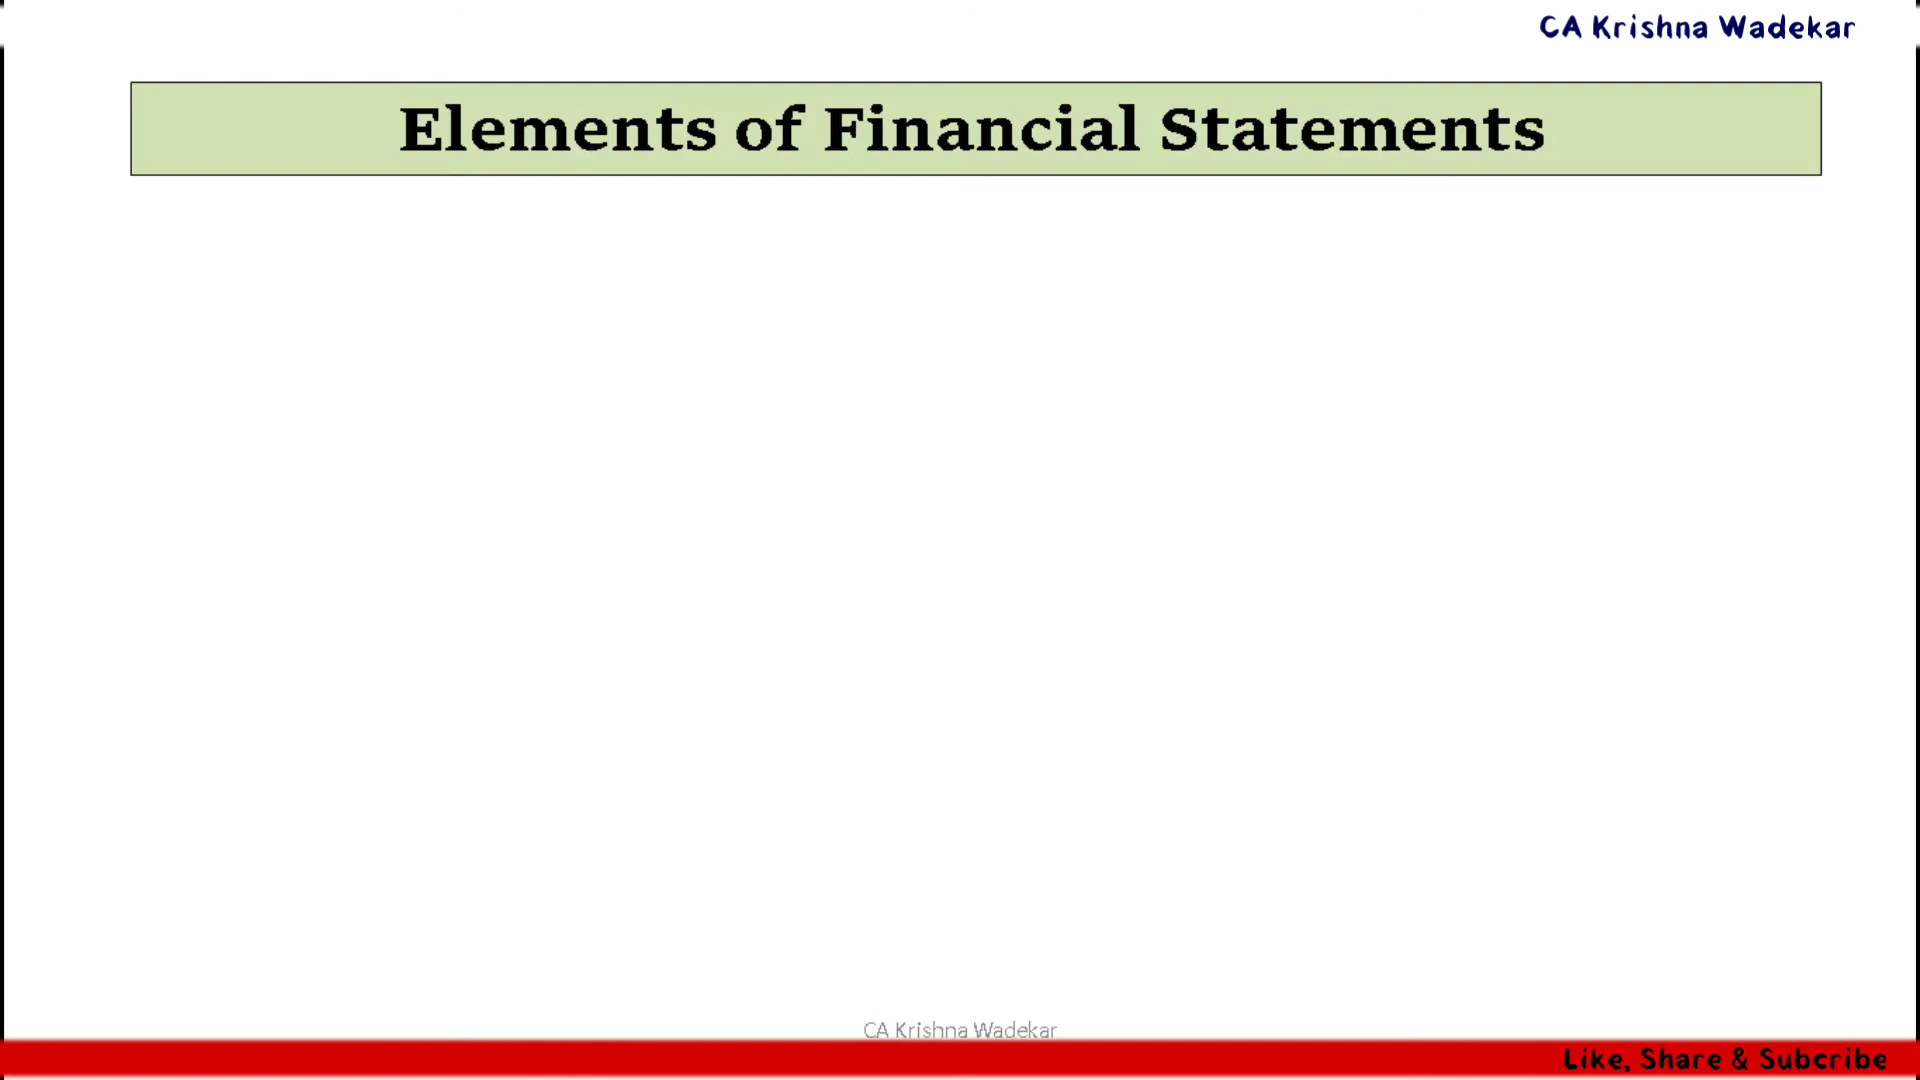 CA Krishna Wadekar
Elements of Financial Statements
CA Krishna Wadekar
Like, Share & Subcribe